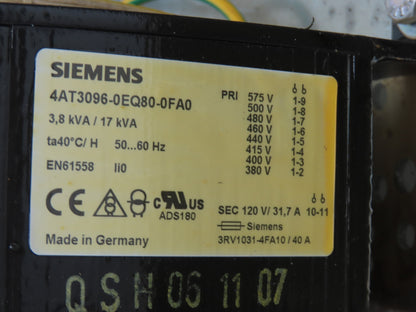 SIEMENS
4AT3096-0EQ80-0FA0
3,8 kVA / 17 kVA
ta40°C/ H 50...60 Hz
EN61558 Ii0
CE
c UL us
ADS180
Made in Germany
PRI 575 V 1-9
500 V 1-8
480 V 1-7
460 V 1-6
440 V 1-5
415 V 1-4
400 V 1-3
380 V 1-2
SEC 120 V/ 31,7 A 10-11
Siemens
3RV1031-4FA10 / 40 A
QSH 06 11 07